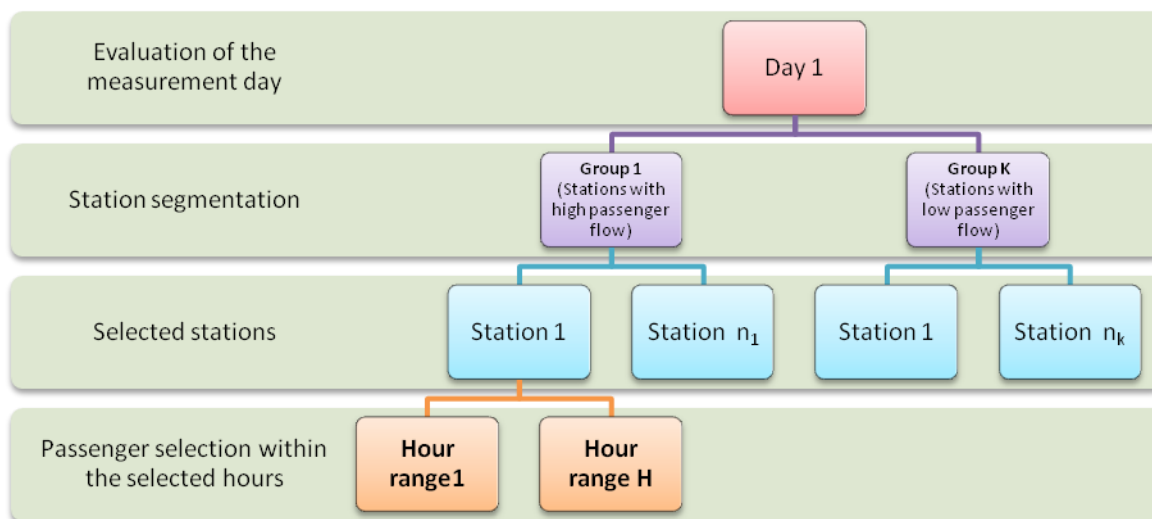 Evaluation of the
measurement day
Day 1
Station segmentation
Group 1
(Stations with
high passenger
flow)
Group K
(Stations with
low passenger
flow)
Selected stations
Station 1
Station n₁
Station 1
Station nₖ
Passenger selection within
the selected hours
Hour
range1
Hour
range H